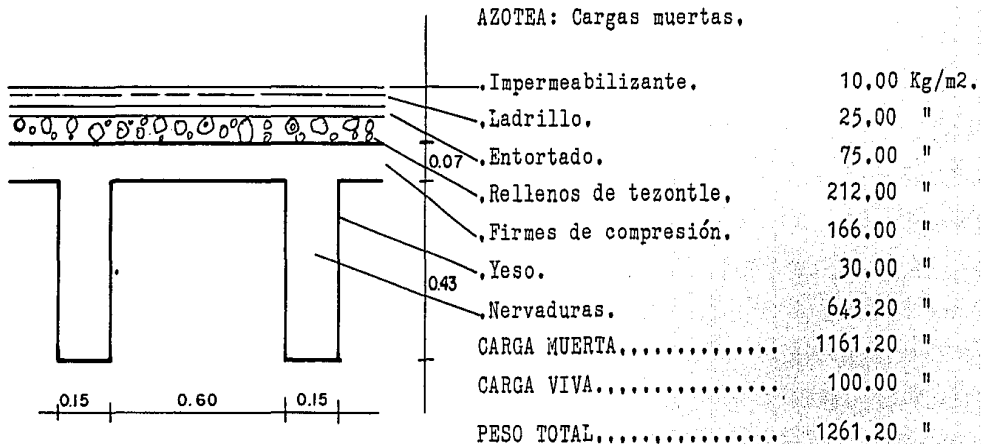 AZOTEA: Cargas muertas.
.Impermeabilizante. 10.00 Kg/m2.
.Ladrillo. 25.00 "
.Entortado. 75.00 "
.Rellenos de tezontle. 212.00 "
.Firmes de compresión. 166.00 "
.Yeso. 30.00 "
.Nervaduras. 643.20 "
CARGA MUERTA.............. 1161.20 "
CARGA VIVA................ 100.00 "
PESO TOTAL................ 1261.20 "
0.07
0.43
0.15 0.60 0.15